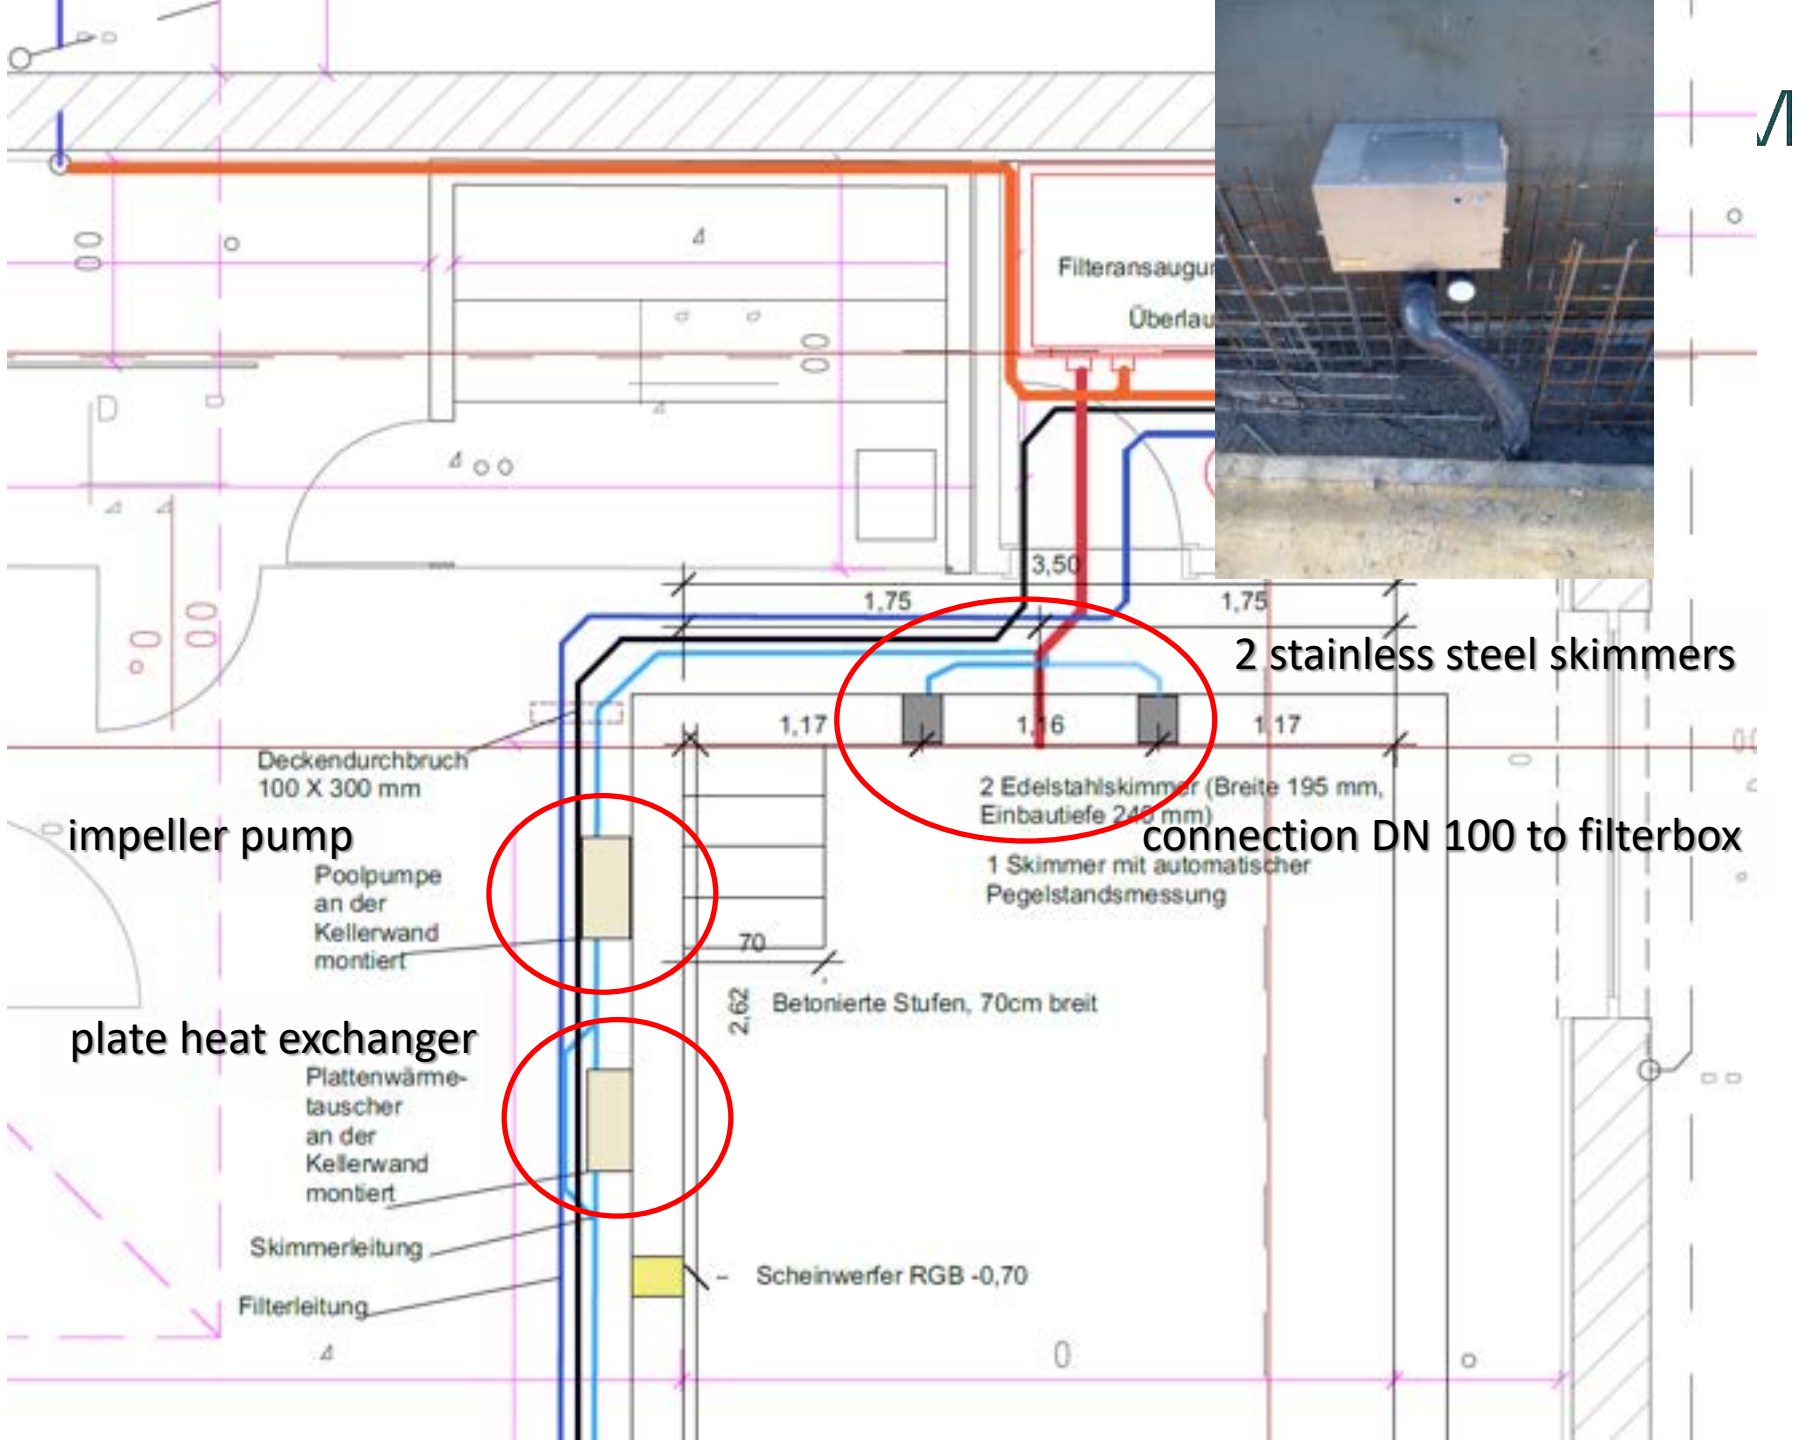 M
Filteransaugu
Überlau
3,50
1,75
1,75
2 stainless steel skimmers
1,17
1,16
1,17
Deckendurchbruch
100 X 300 mm
2 Edelstahlskimmer (Breite 195 mm,
Einbautiefe 240 mm)
impeller pump
connection DN 100 to filterbox
Poolpumpe
an der
Kellerwand
montiert
1 Skimmer mit automatischer
Pegelstandsmessung
70
2,62
Betonierte Stufen, 70cm breit
plate heat exchanger
Plattenwärme-
tauscher
an der
Kellerwand
montiert
Skimmerleitung
Scheinwerfer RGB -0,70
Filterleitung